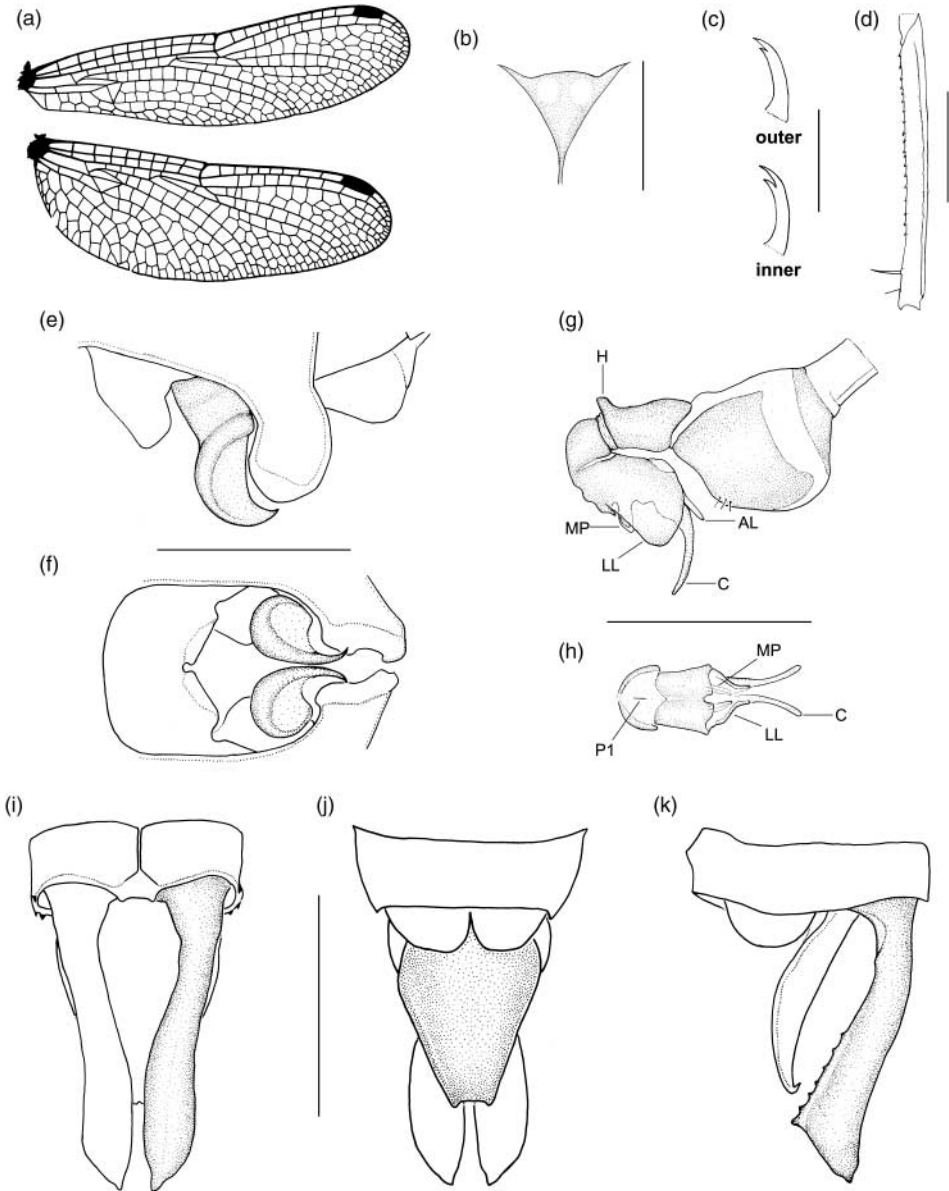 (a)
(b)
(c)
(d)
outer
inner
(e)
(g)
H
MP
LL
AL
C
(f)
(h)
MP
C
LL
P1
(i)
(j)
(k)